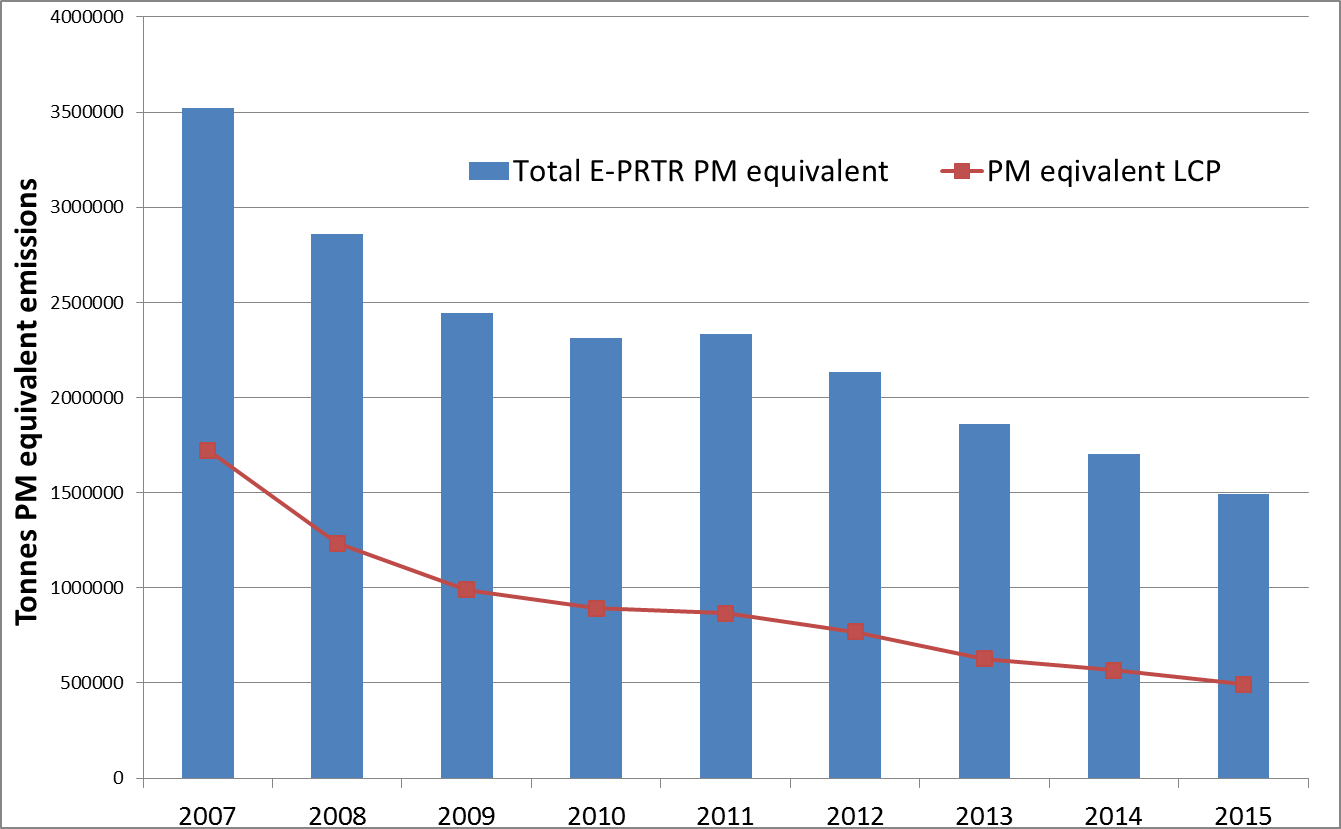 Tonnes PM equivalent emissions
4000000
3500000
3000000
2500000
2000000
1500000
1000000
500000
0
Total E-PRTR PM equivalent
PM eqivalent LCP
2007 2008 2009 2010 2011 2012 2013 2014 2015